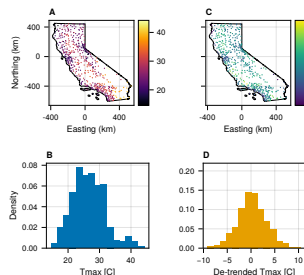 A
C
400
0
−400
Northing (km)
40
30
20
−400 0 400
−400 0 400
Easting (km)
Easting (km)
B
D
0.08
0.06
0.04
0.02
0.00
Density
0.20
0.15
0.10
0.05
0.00
20 30 40
−10 −5 0 5 10
Tmax [C]
De-trended Tmax [C]